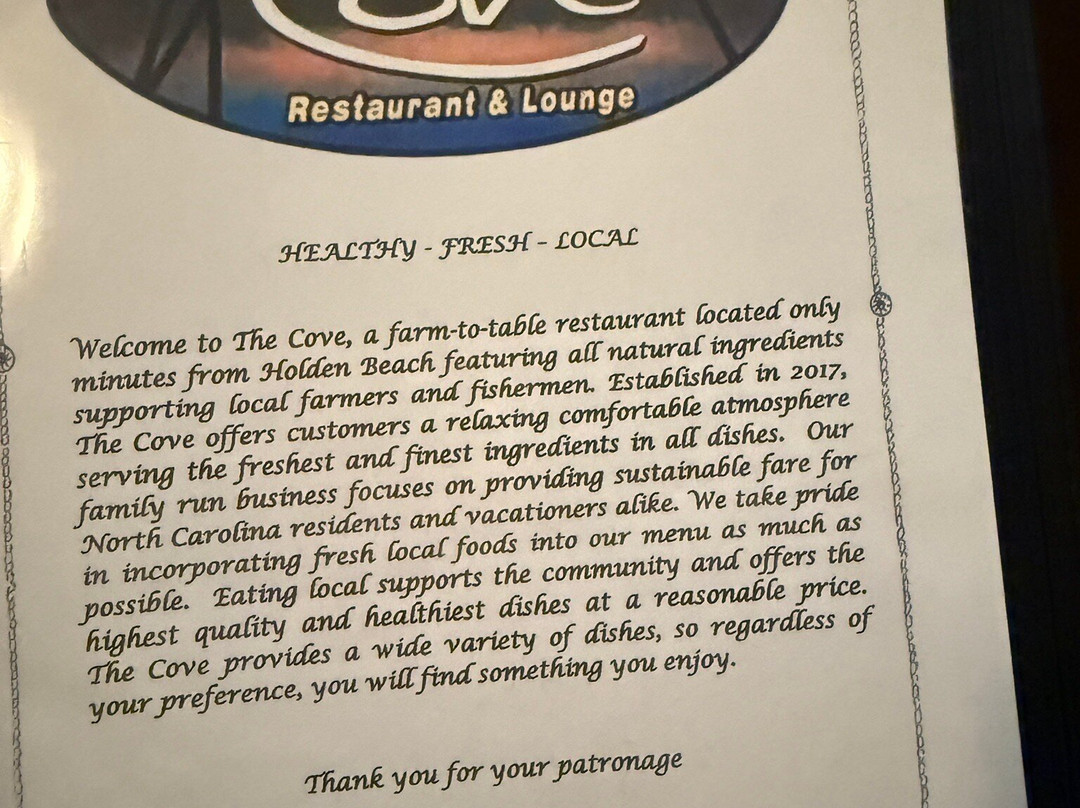 Restaurant & Lounge
HEALTHY - FRESH - LOCAL
Welcome to The Cove, a farm-to-table restaurant located only
minutes from Holden Beach featuring all natural ingredients
supporting local farmers and fishermen. Established in 2017,
The Cove offers customers a relaxing comfortable atmosphere
serving the freshest and finest ingredients in all dishes. Our
family run business focuses on providing sustainable fare for
North Carolina residents and vacationers alike. We take pride
in incorporating fresh local foods into our menu as much as
possible. Eating local supports the community and offers the
highest quality and healthiest dishes at a reasonable price.
The Cove provides a wide variety of dishes, so regardless of
your preference, you will find something you enjoy.
Thank you for your patronage